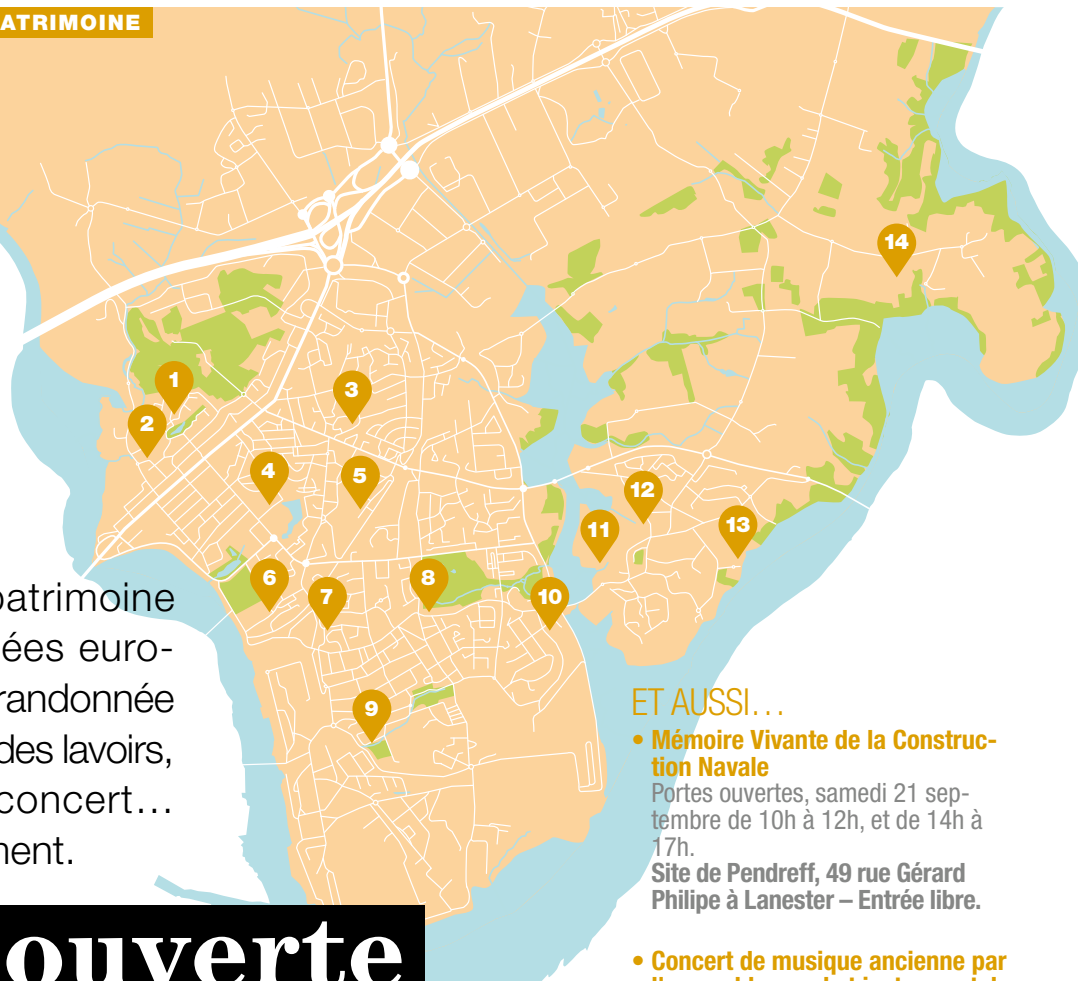 ATRIMOINE
14
1
3
2
4
5
12
11
13
6
7
8
10
9
patrimoine
ées euro-
randonnée
des lavoirs,
concert…
ment.
ouverte
ET AUSSI…
• Mémoire Vivante de la Construc-
tion Navale
Portes ouvertes, samedi 21 sep-
tembre de 10h à 12h, et de 14h à
17h.
Site de Pendreff, 49 rue Gérard
Philipe à Lanester – Entrée libre.
• Concert de musique ancienne par